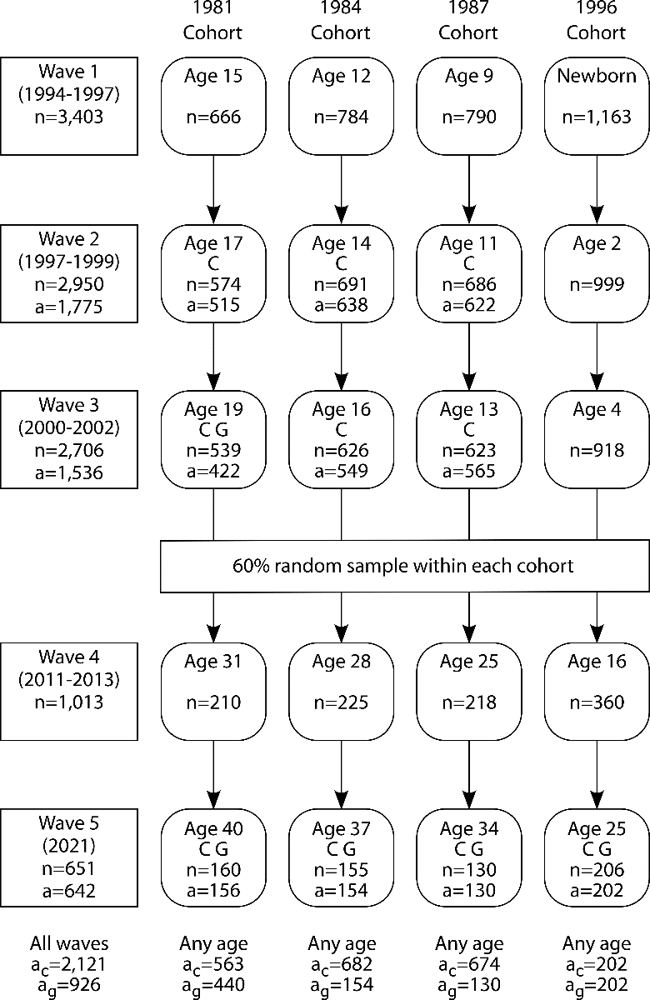 1981
Cohort
1984
Cohort
1987
Cohort
1996
Cohort
Wave 1
(1994-1997)
n=3,403
Age 15
n=666
Age 12
n=784
Age 9
n=790
Newborn
n=1,163
Wave 2
(1997-1999)
n=2,950
a=1,775
Age 17
C
n=574
a=515
Age 14
C
n=691
a=638
Age 11
C
n=686
a=622
Age 2
n=999
Wave 3
(2000-2002)
n=2,706
a=1,536
Age 19
C G
n=539
a=422
Age 16
C
n=626
a=549
Age 13
C
n=623
a=565
Age 4
n=918
60% random sample within each cohort
Wave 4
(2011-2013)
n=1,013
Age 31
n=210
Age 28
n=225
Age 25
n=218
Age 16
n=360
Wave 5
(2021)
n=651
a=642
Age 40
C G
n=160
a=156
Age 37
C G
n=155
a=154
Age 34
C G
n=130
a=130
Age 25
C G
n=206
a=202
All waves
ac=2,121
ag=926
Any age
ac=563
ag=440
Any age
ac=682
ag=154
Any age
ac=674
ag=130
Any age
ac=202
ag=202